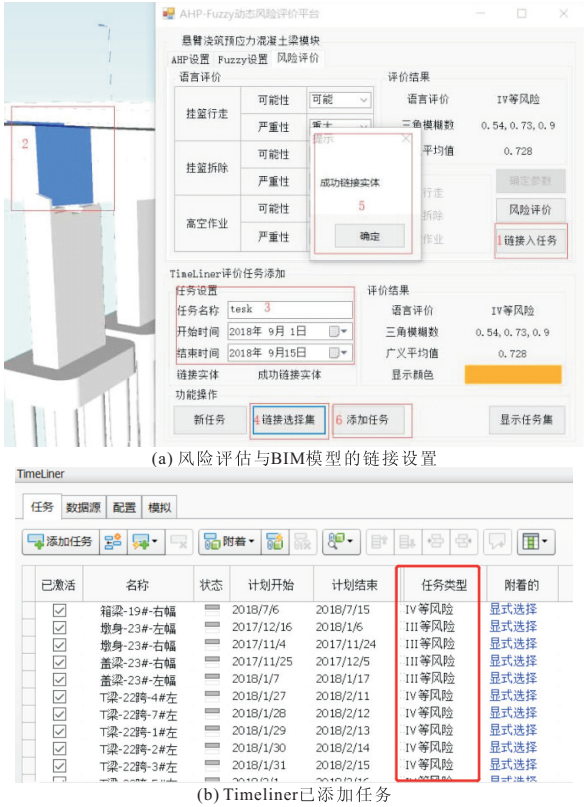 AHP-Fuzzy动态风险评价平台
悬臂浇筑预应力混凝土梁模块
AHP设置 Fuzzy设置 风险评价
语言评价 评价结果
挂篮行走 可能性 可能 语言评价 IV等风险
严重性 重大 三角模糊数 0.54,0.73,0.9
2 提示
挂篮拆除 可能性 平均值 0.728
成功链接实体 确定参数
严重性 5 行走
高空作业 可能性 拆除 风险评价
严重性 确定 作业 1链接入任务
TimeLiner评价任务添加
任务设置 评价结果
任务名称 tesk 3 语言评价 IV等风险
开始时间 2018年 9月 1日 三角模糊数 0.54,0.73,0.9
结束时间 2018年 9月15日 广义平均值 0.728
链接实体 成功链接实体 显示颜色
功能操作
新任务 4链接选择集 6 添加任务 显示任务集
(a) 风险评估与BIM模型的链接设置
TimeLiner
任务 数据源 配置 模拟
添加任务 附着
已激活 名称 状态 计划开始 计划结束 任务类型 附着的
箱梁-19#-右幅 2018/7/6 2018/7/15 IV等风险 显式选择
墩身-23#-左幅 2017/12/16 2018/1/6 III等风险 显式选择
墩身-23#-右幅 2017/11/4 2017/11/24 III等风险 显式选择
盖梁-23#-右幅 2017/11/25 2017/12/5 III等风险 显式选择
盖梁-23#-左幅 2018/1/7 2018/1/17 III等风险 显式选择
T梁-22跨-4#左 2018/1/27 2018/2/11 IV等风险 显式选择
T梁-22跨-7#左 2018/1/28 2018/2/12 IV等风险 显式选择
T梁-22跨-1#左 2018/1/29 2018/2/13 IV等风险 显式选择
T梁-22跨-2#左 2018/1/30 2018/2/14 IV等风险 显式选择
T梁-22跨-3#左 2018/1/31 2018/2/15 IV等风险 显式选择
(b) Timeliner已添加任务